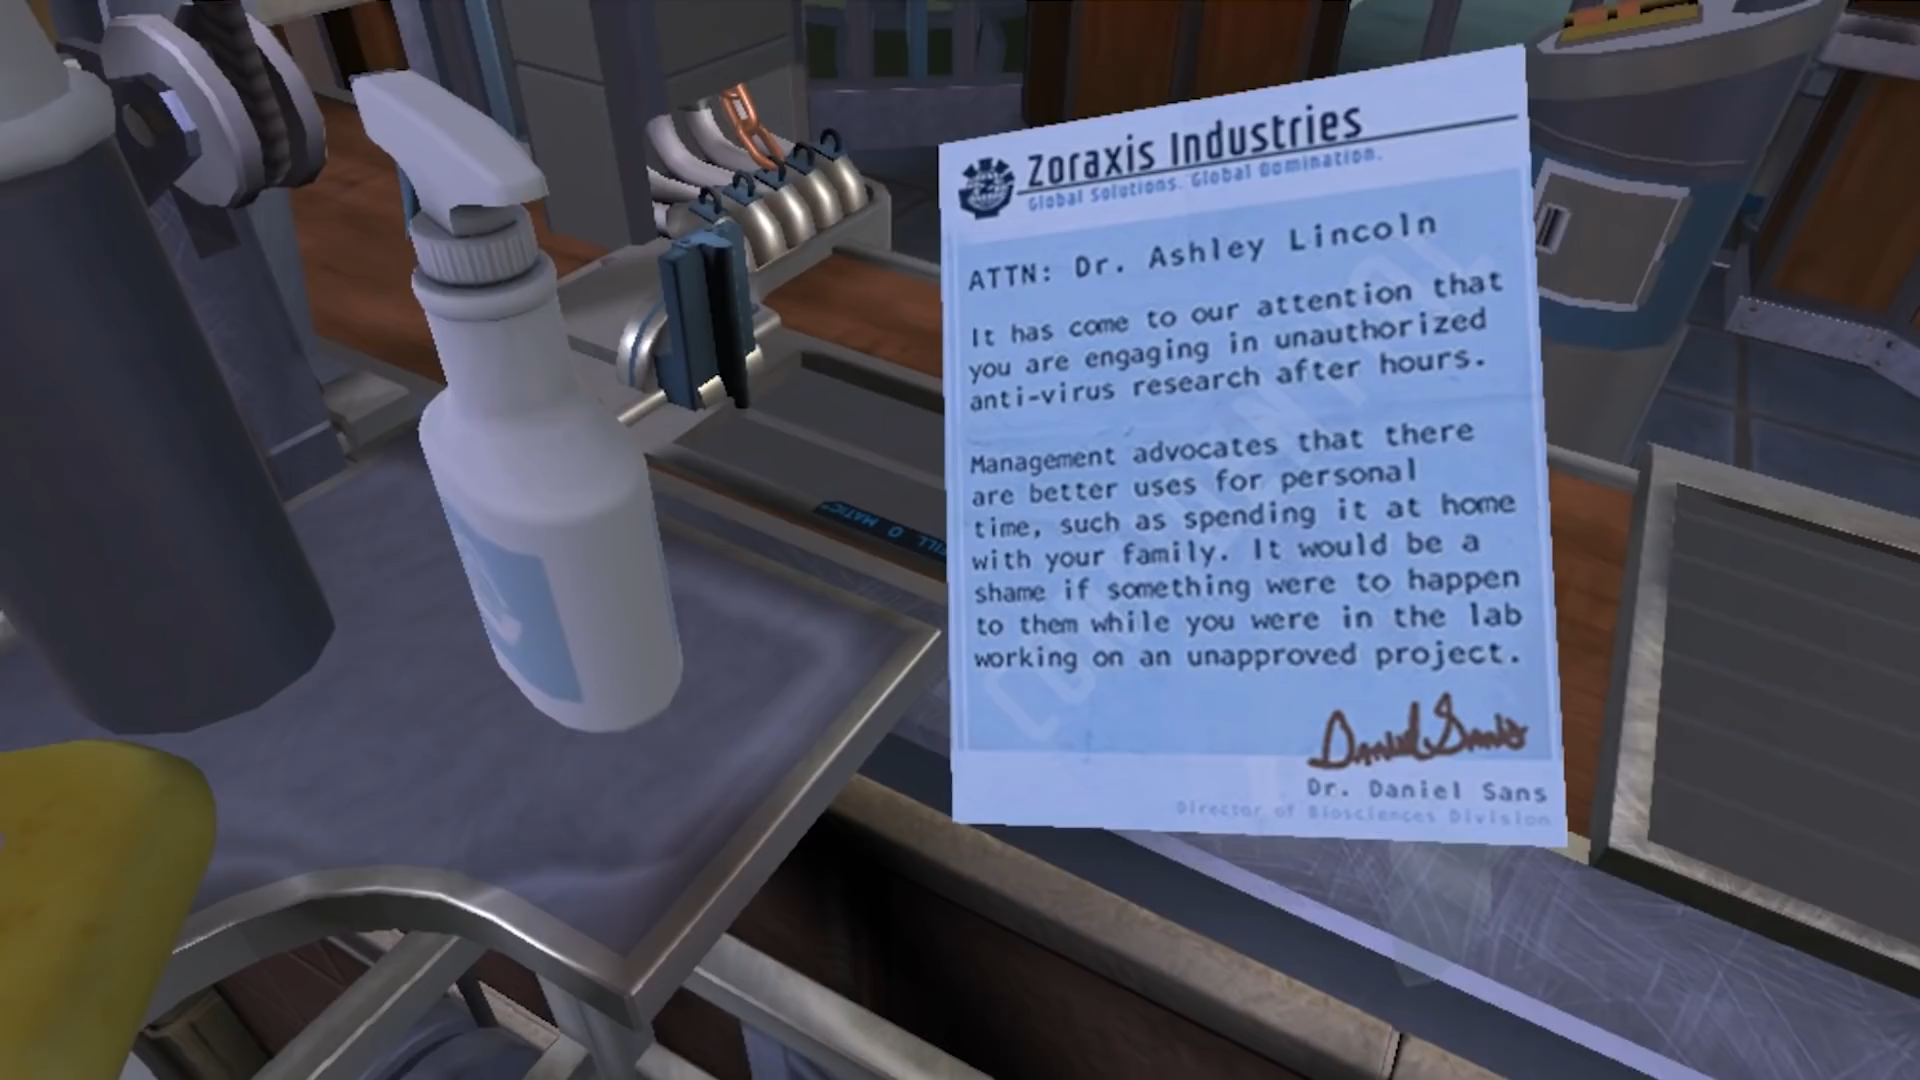 Zoraxis Industries
Global Solutions. Global Domination.
ATTN: Dr. Ashley Lincoln
It has come to our attention that
you are engaging in unauthorized
anti-virus research after hours.
Management advocates that there
are better uses for personal
time, such as spending it at home
with your family. It would be a
shame if something were to happen
to them while you were in the lab
working on an unapproved project.
Daniel Sans
Dr. Daniel Sans
Director of Biosciences Division
CONFIDENTIAL
O MATIC